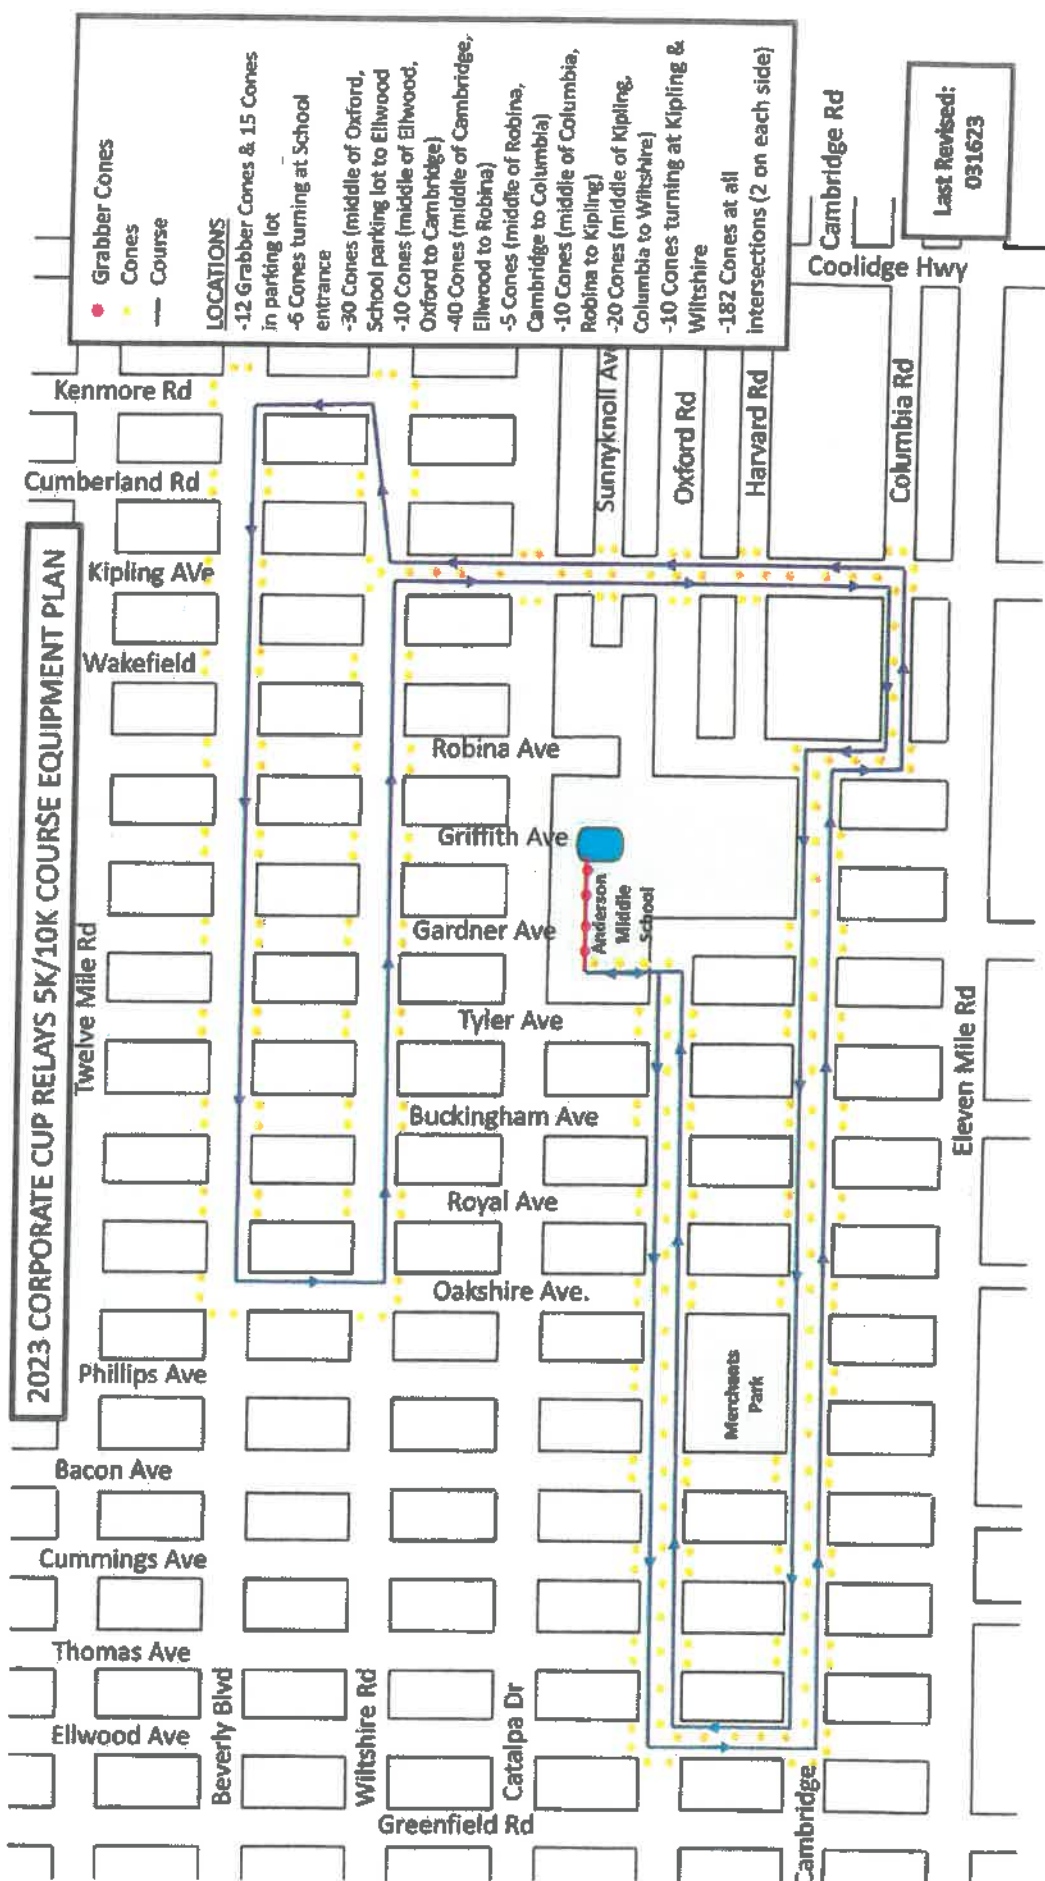 2023 CORPORATE CUP RELAYS 5K/10K COURSE EQUIPMENT PLAN
Grabber Cones
Cones
Course
LOCATIONS
-12 Grabber Cones & 15 Cones
in parking lot
-6 Cones turning at School
entrance
-30 Cones (middle of Oxford,
School parking lot to Ellwood
-10 Cones (middle of Ellwood,
Oxford to Cambridge)
-40 Cones (middle of Cambridge,
Ellwood to Robina)
-5 Cones (middle of Robina,
Cambridge to Columbia)
-10 Cones (middle of Columbia,
Robina to Kipling)
-20 Cones (middle of Kipling,
Columbia to Wiltshire)
-10 Cones turning at Kipling &
Wiltshire
-182 Cones at all
intersections (2 on each side)
Last Revised:
031623
Cambridge Rd
Coolidge Hwy
Kenmore Rd
Cumberland Rd
Kipling AVe
Wakefield
Robina Ave
Griffith Ave
Gardner Ave
Tyler Ave
Buckingham Ave
Royal Ave
Oakshire Ave.
Phillips Ave
Bacon Ave
Cummings Ave
Thomas Ave
Ellwood Ave
Greenfield Rd
Twelve Mile Rd
Beverly Blvd
Wiltshire Rd
Catalpa Dr
Cambridge
Sunnyknoll Ave
Oxford Rd
Harvard Rd
Columbia Rd
Eleven Mile Rd
Anderson
Middle
School
Merchants
Park